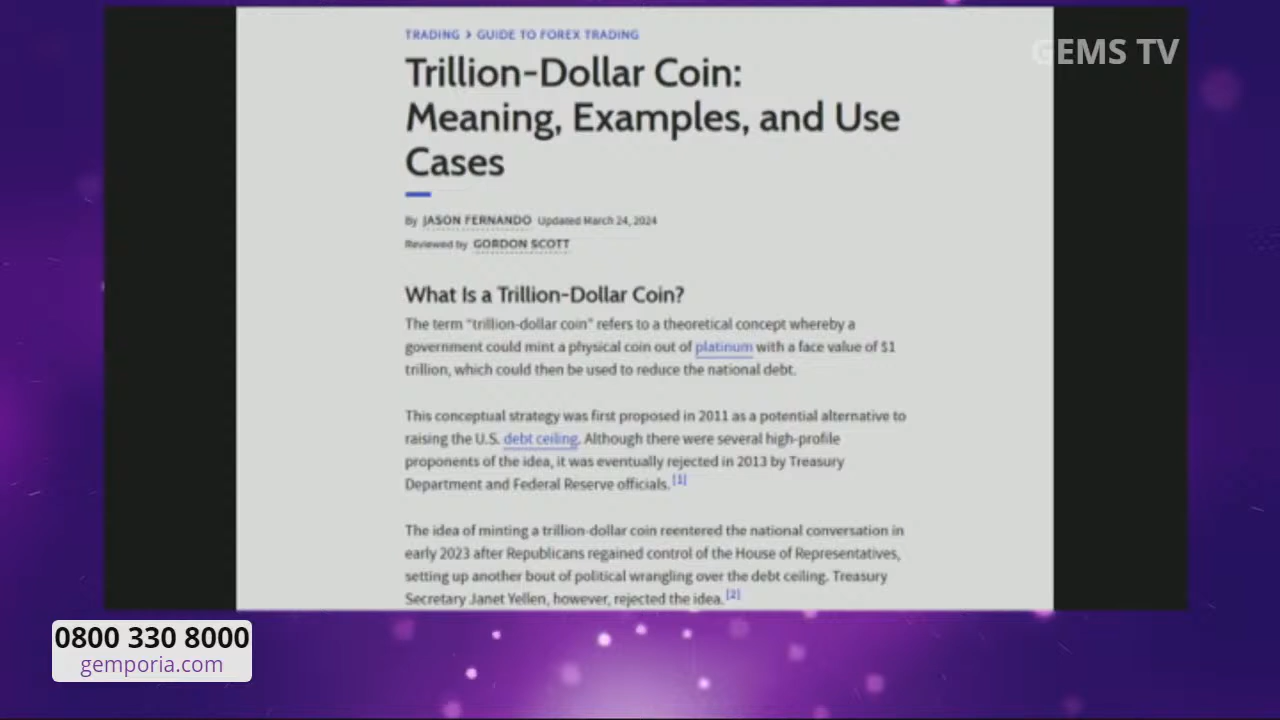 TRADING > GUIDE TO FOREX TRADING
GEMS TV
Trillion-Dollar Coin:
Meaning, Examples, and Use
Cases
By JASON FERNANDO Updated March 24, 2024
Reviewed by GORDON SCOTT
What Is a Trillion-Dollar Coin?
The term “trillion-dollar coin” refers to a theoretical concept whereby a
government could mint a physical coin out of platinum with a face value of $1
trillion, which could then be used to reduce the national debt.
This conceptual strategy was first proposed in 2011 as a potential alternative to
raising the U.S. debt ceiling. Although there were several high-profile
proponents of the idea, it was eventually rejected in 2013 by Treasury
Department and Federal Reserve officials. [1]
The idea of minting a trillion-dollar coin reentered the national conversation in
early 2023 after Republicans regained control of the House of Representatives,
setting up another bout of political wrangling over the debt ceiling. Treasury
Secretary Janet Yellen, however, rejected the idea. [2]
0800 330 8000
gemporia.com